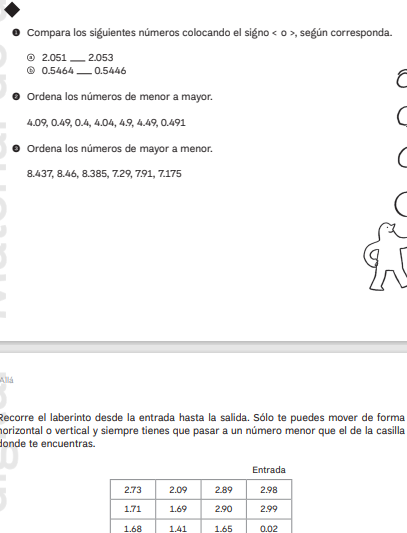 1 Compara los siguientes números colocando el signo < o >, según corresponda.
a 2.051 ___ 2.053
b 0.5464 ___ 0.5446
2 Ordena los números de menor a mayor.
4.09, 0.49, 0.4, 4.04, 4.9, 4.49, 0.491
3 Ordena los números de mayor a menor.
8.437, 8.46, 8.385, 7.29, 7.91, 7.175
Allá
Recorre el laberinto desde la entrada hasta la salida. Sólo te puedes mover de forma
horizontal o vertical y siempre tienes que pasar a un número menor que el de la casilla
donde te encuentras.
Entrada
2.73 2.09 2.89 2.98
1.71 1.69 2.90 2.99
1.68 1.41 1.65 0.02